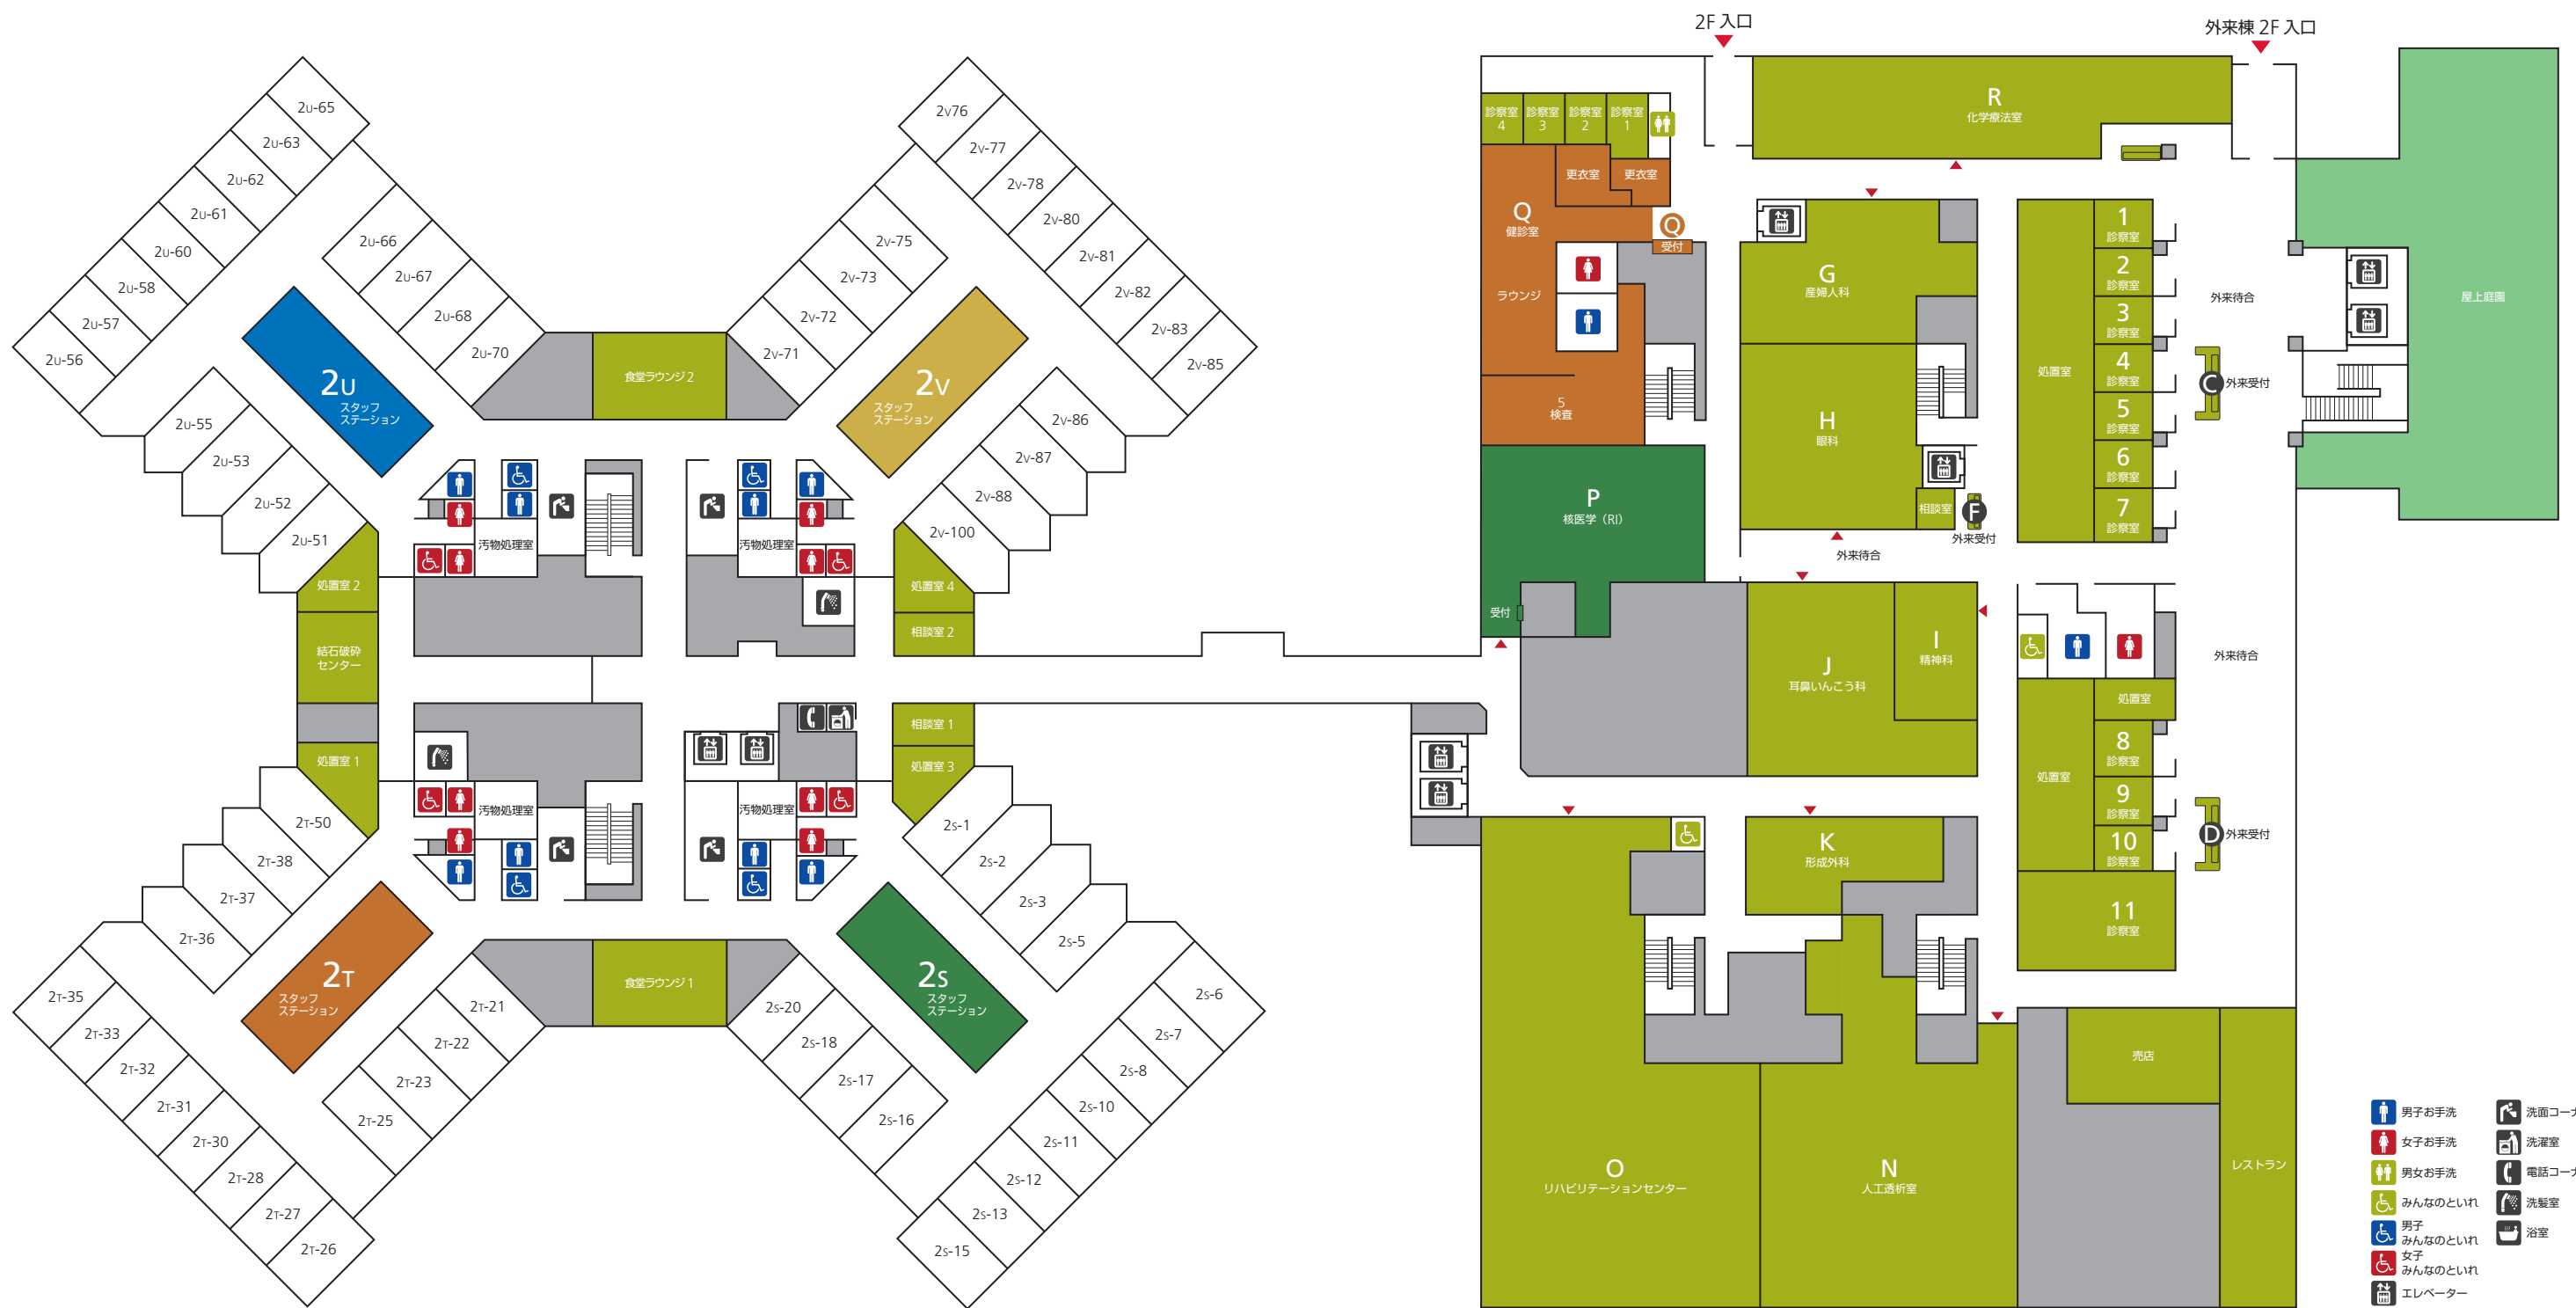 2F 入口
外来棟 2F 入口
2U-65
2U-63
2U-62
2U-61
2U-60
2U-58
2U-57
2U-56
2U-66
2U-67
2U-68
2U-70
2U
スタッフ
ステーション
2U-55
2U-53
2U-52
2U-51
食堂ラウンジ 2
2V76
2V-77
2V-78
2V-80
2V-81
2V-82
2V-83
2V-85
2V-75
2V-73
2V-72
2V-71
2V
スタッフ
ステーション
2V-86
2V-87
2V-88
2V-100
処置室 2
結石破砕
センター
処置室 1
汚物処理室
汚物処理室
処置室 4
相談室 2
相談室 1
処置室 3
汚物処理室
汚物処理室
2T-50
2T-38
2T-37
2T-36
2T
スタッフ
ステーション
2T-35
2T-33
2T-32
2T-31
2T-30
2T-28
2T-27
2T-26
2T-21
2T-22
2T-23
2T-25
食堂ラウンジ 1
2S-1
2S-2
2S-3
2S-5
2S
スタッフ
ステーション
2S-20
2S-18
2S-17
2S-16
2S-6
2S-7
2S-8
2S-10
2S-11
2S-12
2S-13
2S-15
診察室
4
診察室
3
診察室
2
診察室
1
更衣室
更衣室
Q
健診室
Q
受付
ラウンジ
5
検査
P
核医学（RI）
受付
R
化学療法室
G
産婦人科
H
眼科
相談室
F
外来受付
外来待合
J
耳鼻いんこう科
I
精神科
処置室
1
診察室
2
診察室
3
診察室
4
診察室
5
診察室
6
診察室
7
診察室
外来待合
C
外来受付
屋上庭園
外来待合
処置室
処置室
8
診察室
9
診察室
10
診察室
11
診察室
D
外来受付
K
形成外科
O
リハビリテーションセンター
N
人工透析室
売店
レストラン
男子お手洗
女子お手洗
男女お手洗
みんなのといれ
男子
みんなのといれ
女子
みんなのといれ
エレベーター
洗面コーナ
洗濯室
電話コーナ
洗髪室
浴室